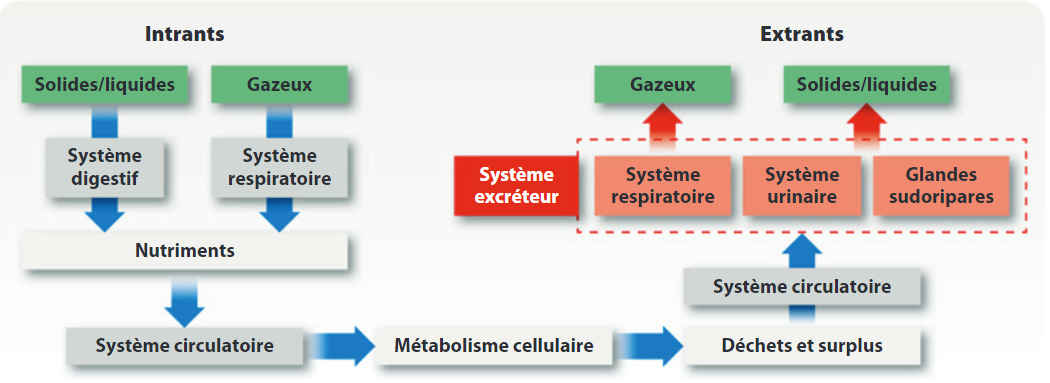 Intrants
Extrants
Solides/liquides
Gazeux
Gazeux
Solides/liquides
Système
digestif
Système
respiratoire
Système
excréteur
Système
respiratoire
Système
urinaire
Glandes
sudoripares
Nutriments
Système circulatoire
Système circulatoire
Métabolisme cellulaire
Déchets et surplus